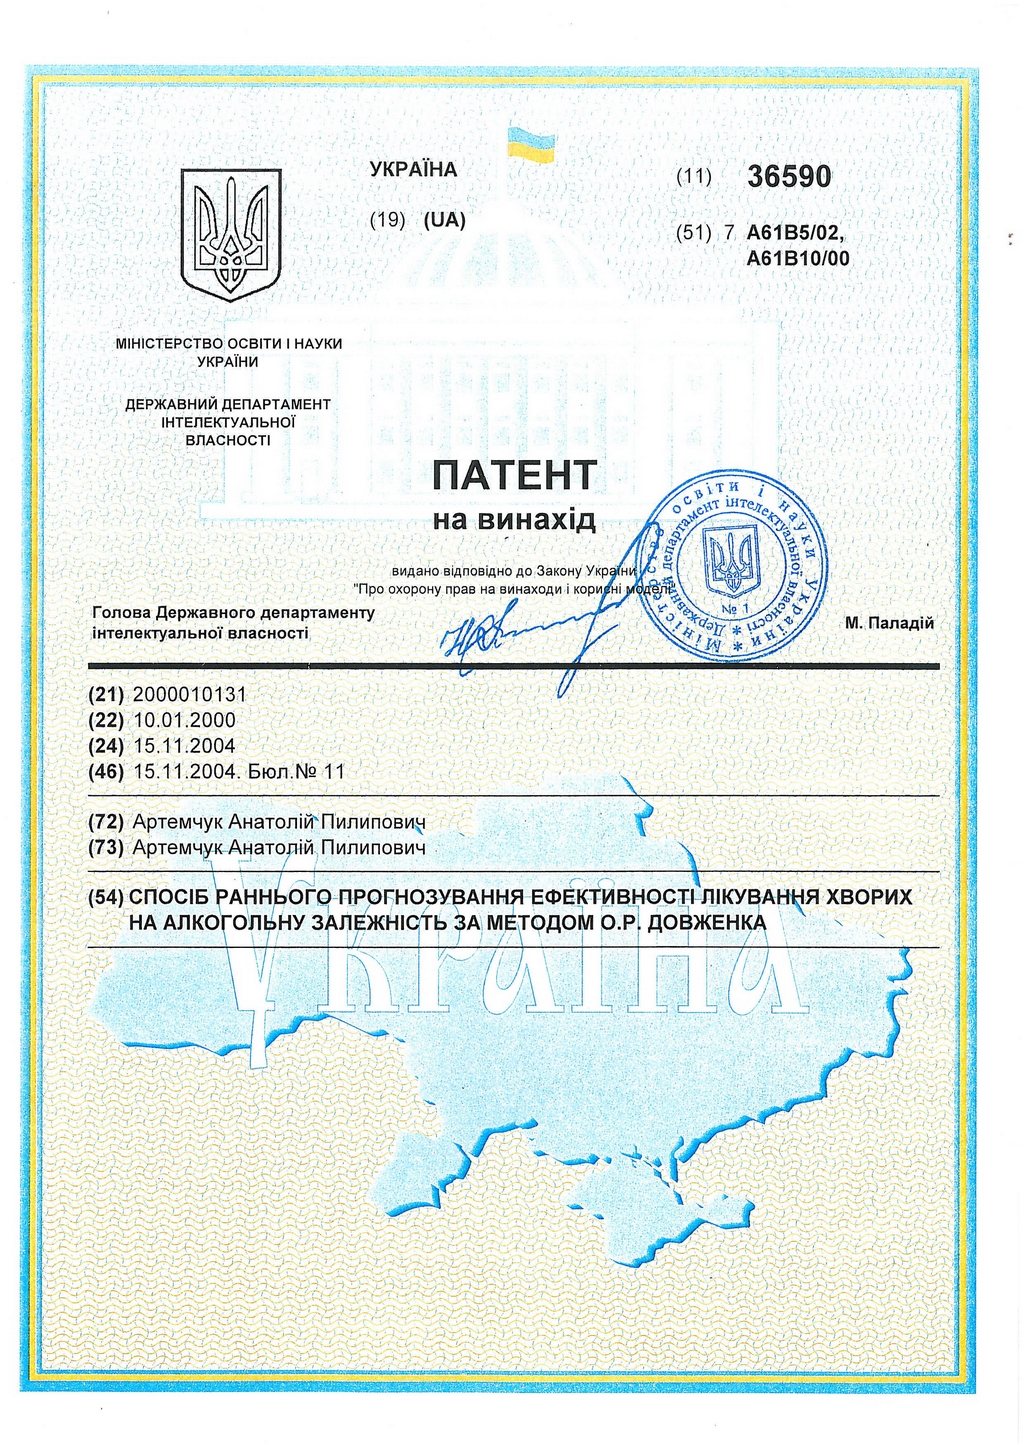 УКРАЇНА
(19) (UA)
(11) 36590
(51) 7 A61B5/02,
A61B10/00
МІНІСТЕРСТВО ОСВІТИ І НАУКИ
УКРАЇНИ
ДЕРЖАВНИЙ ДЕПАРТАМЕНТ
ІНТЕЛЕКТУАЛЬНОЇ
ВЛАСНОСТІ
ПАТЕНТ
на винахід
видано відповідно до Закону України
"Про охорону прав на винаходи і корисні моделі"
Голова Державного департаменту
інтелектуальної власності
М. Паладій
Міністерство освіти і науки України
Державний департамент інтелектуальної власності
№ 1
(21) 2000010131
(22) 10.01.2000
(24) 15.11.2004
(46) 15.11.2004. Бюл.№ 11
(72) Артемчук Анатолій Пилипович
(73) Артемчук Анатолій Пилипович
(54) СПОСІБ РАННЬОГО ПРОГНОЗУВАННЯ ЕФЕКТИВНОСТІ ЛІКУВАННЯ ХВОРИХ
НА АЛКОГОЛЬНУ ЗАЛЕЖНІСТЬ ЗА МЕТОДОМ О.Р. ДОВЖЕНКА
УКРАЇНА